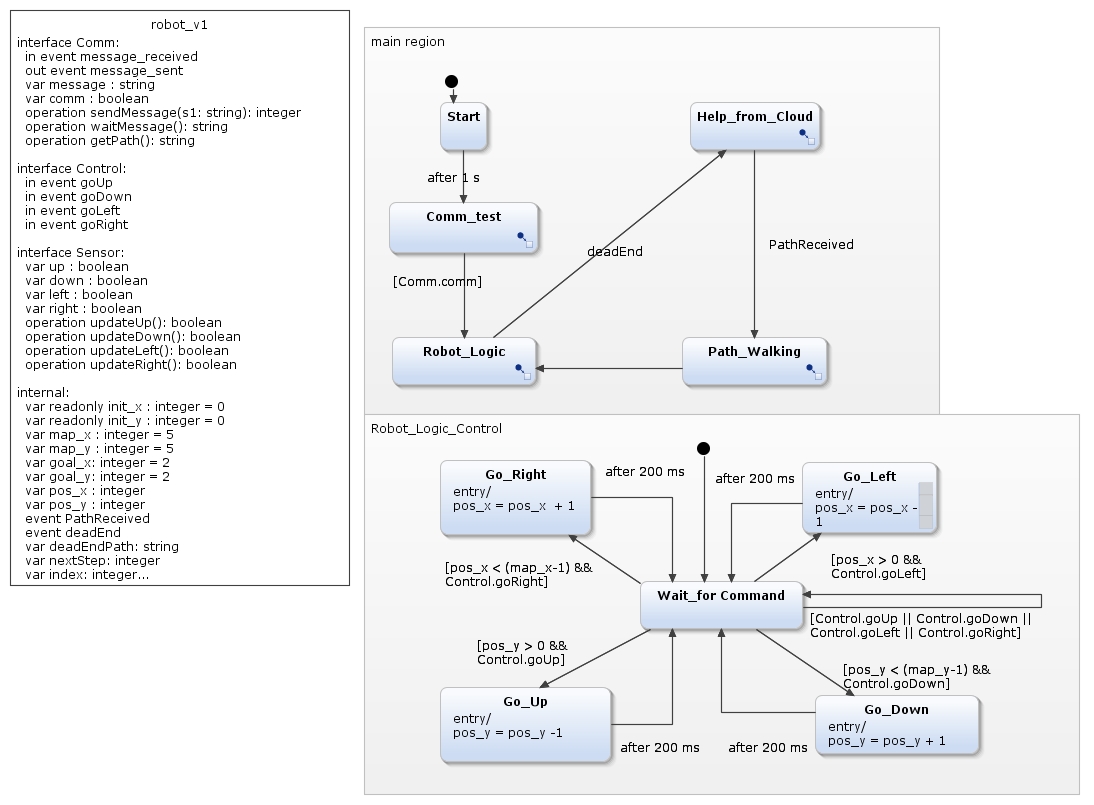 robot_v1
interface Comm:
in event message_received
out event message_sent
var message : string
var comm : boolean
operation sendMessage(s1: string): integer
operation waitMessage(): string
operation getPath(): string
interface Control:
in event goUp
in event goDown
in event goLeft
in event goRight
interface Sensor:
var up : boolean
var down : boolean
var left : boolean
var right : boolean
operation updateUp(): boolean
operation updateDown(): boolean
operation updateLeft(): boolean
operation updateRight(): boolean
internal:
var readonly init_x : integer = 0
var readonly init_y : integer = 0
var map_x : integer = 5
var map_y : integer = 5
var goal_x: integer = 2
var goal_y: integer = 2
var pos_x : integer
var pos_y : integer
event PathReceived
event deadEnd
var deadEndPath: string
var nextStep: integer
var index: integer...
main region
Start
Help_from_Cloud
after 1 s
Comm_test
deadEnd
PathReceived
[Comm.comm]
Robot_Logic
Path_Walking
Robot_Logic_Control
Go_Right
entry/
pos_x = pos_x + 1
after 200 ms
after 200 ms
Go_Left
entry/
pos_x = pos_x -
1
[pos_x < (map_x-1) &&
Control.goRight]
[pos_x > 0 &&
Control.goLeft]
Wait_for Command
[Control.goUp || Control.goDown ||
Control.goLeft || Control.goRight]
[pos_y > 0 &&
Control.goUp]
[pos_y < (map_y-1) &&
Control.goDown]
Go_Up
entry/
pos_y = pos_y -1
after 200 ms
after 200 ms
Go_Down
entry/
pos_y = pos_y + 1